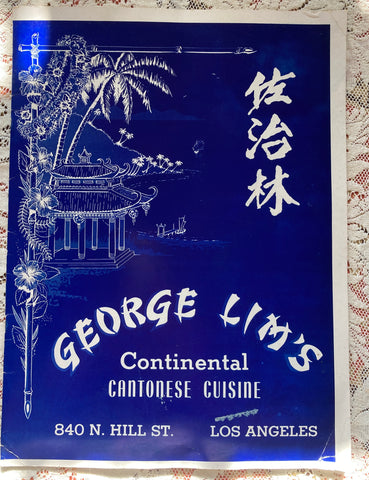 佐治林
GEORGE LIM'S
Continental
CANTONESE CUISINE
840 N. HILL ST. LOS ANGELES